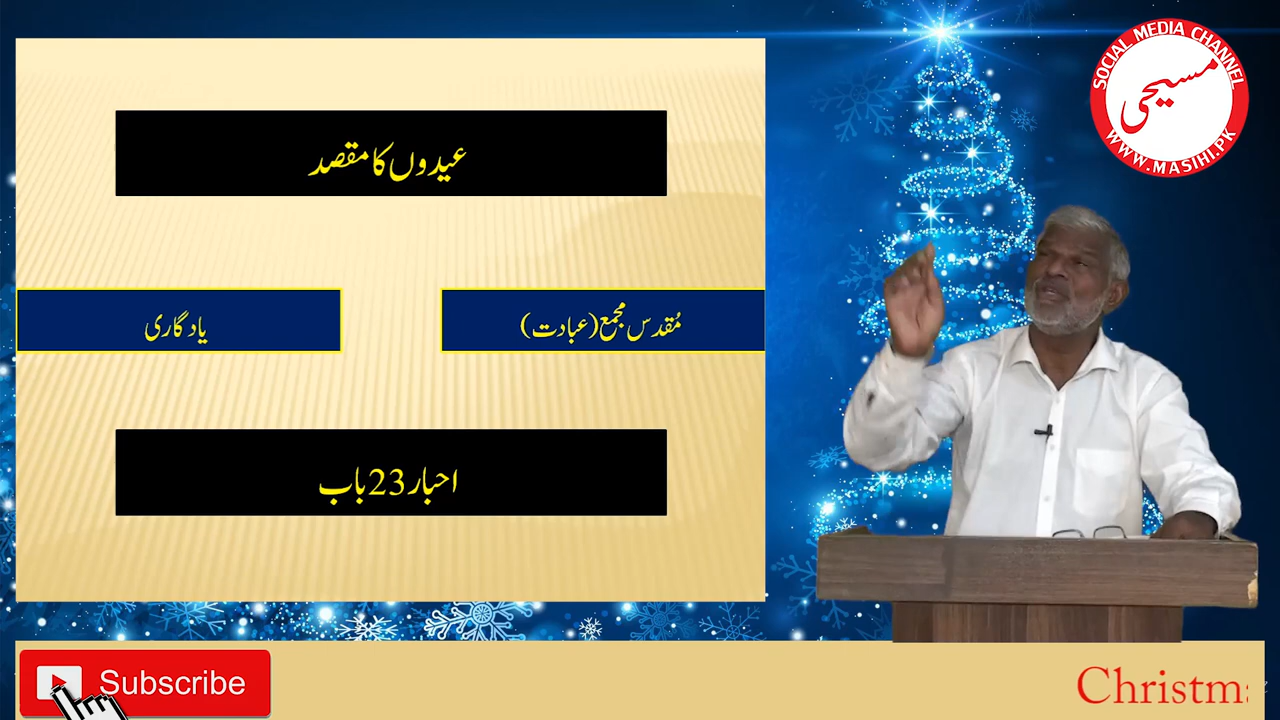 عیدوں کا مقصد
مُقدس مجمع (عبادت)
یادگاری
احبار 23 باب
SOCIAL MEDIA CHANNEL
مسیحی
WWW.MASIHI.PK
Subscribe
Christm